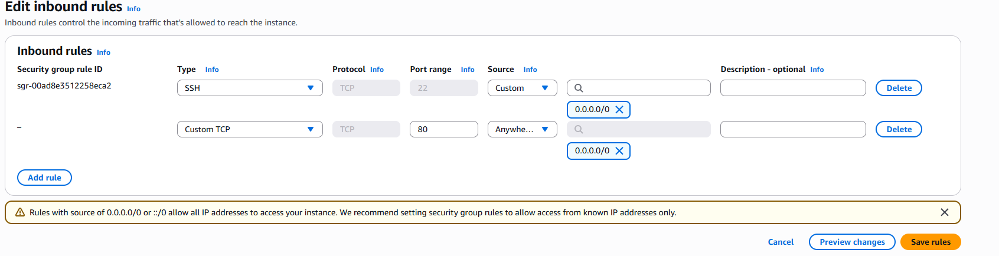 Edit inbound rules Info
Inbound rules control the incoming traffic that's allowed to reach the instance.
Inbound rules Info
Security group rule ID Type Info Protocol Info Port range Info Source Info Description - optional Info
sgr-00ad8e3512258eca2 SSH TCP 22 Custom Delete
0.0.0.0/0
– Custom TCP TCP 80 Anywhe... Delete
0.0.0.0/0
Add rule
Rules with source of 0.0.0.0/0 or ::/0 allow all IP addresses to access your instance. We recommend setting security group rules to allow access from known IP addresses only.
Cancel Preview changes Save rules